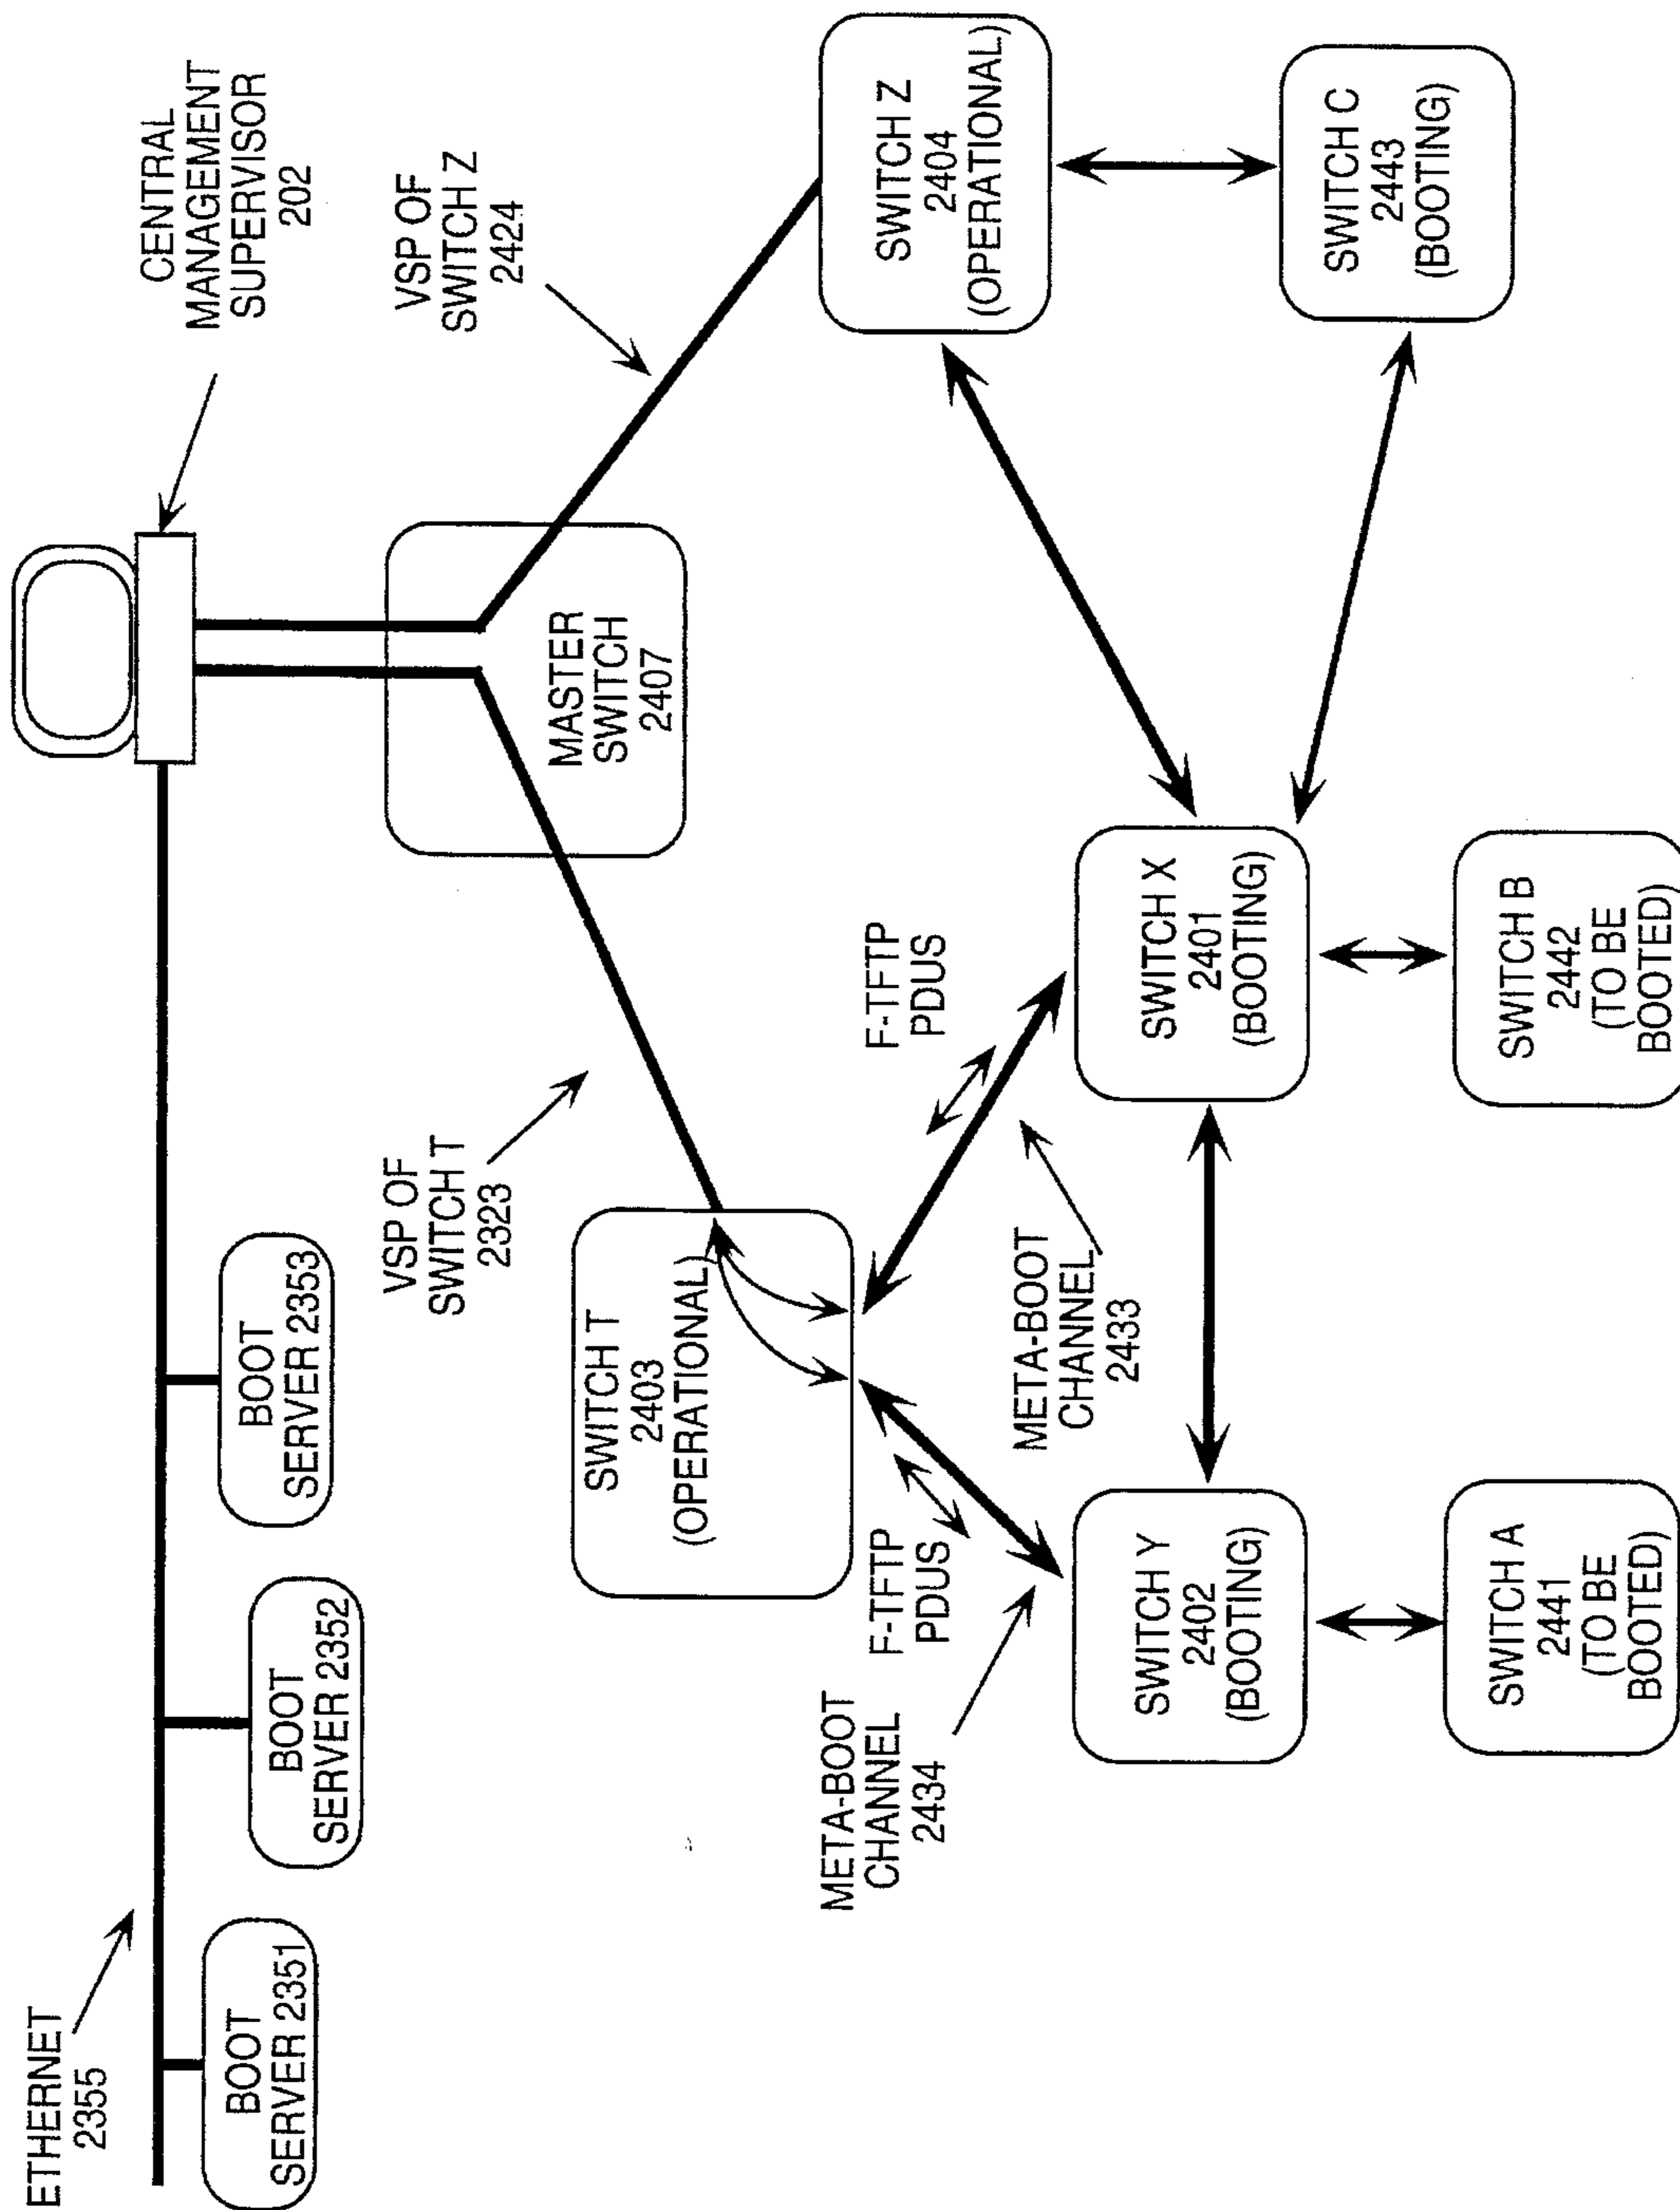 ETHERNET
2355
BOOT
SERVER 2351
BOOT
SERVER 2352
BOOT
SERVER 2353
CENTRAL
MANAGEMENT
SUPERVISOR
202
VSP OF
SWITCH T
2323
MASTER
SWITCH
2407
VSP OF
SWITCH Z
2424
SWITCH T
2403
(OPERATIONAL)
SWITCH Z
2404
(OPERATIONAL)
META-BOOT
CHANNEL
2434
F-TFTP
PDUS
META-BOOT
CHANNEL
2433
F-TFTP
PDUS
SWITCH Y
2402
(BOOTING)
SWITCH X
2401
(BOOTING)
SWITCH C
2443
(BOOTING)
SWITCH A
2441
(TO BE
BOOTED)
SWITCH B
2442
(TO BE
BOOTED)